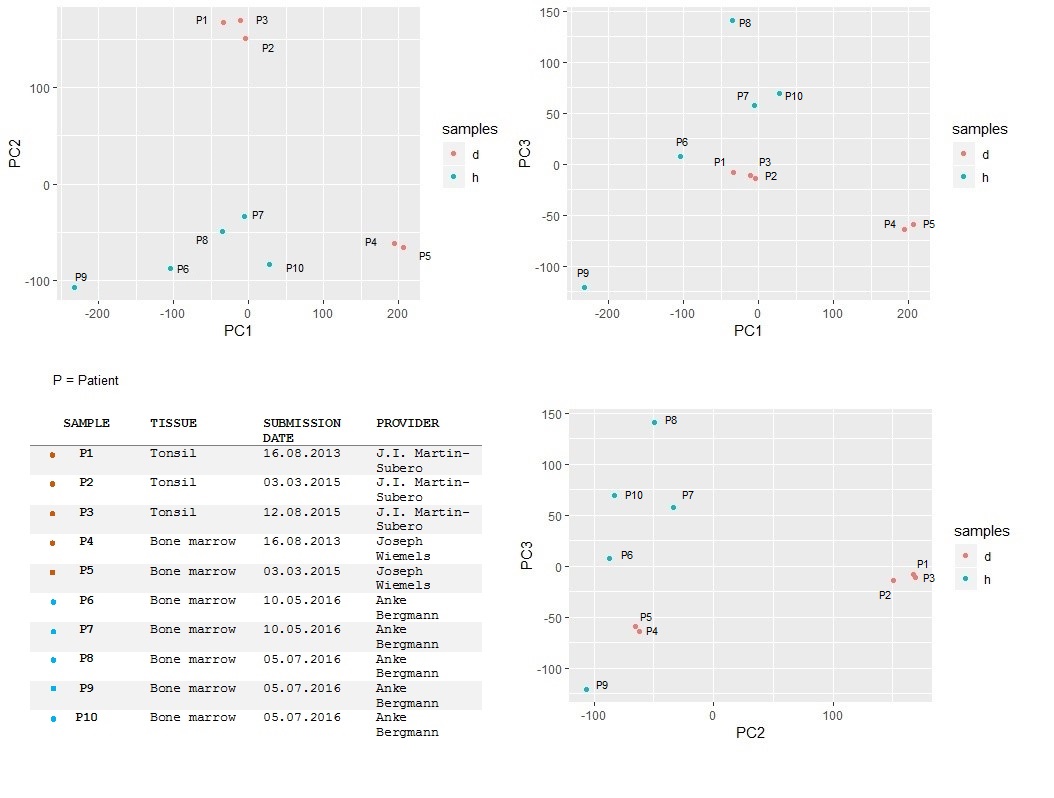 P1
P3
P2
100
0
-100
PC2
P7
P8
P4
P5
P6
P10
P9
-200
-100
0
100
200
PC1
samples
d
h
150
100
50
0
-50
-100
PC3
P8
P7
P10
P6
P1
P3
P2
P4
P5
P9
-200
-100
0
100
200
PC1
samples
d
h
P = Patient
SAMPLE TISSUE SUBMISSION DATE PROVIDER
P1 Tonsil 16.08.2013 J.I. Martin-Subero
P2 Tonsil 03.03.2015 J.I. Martin-Subero
P3 Tonsil 12.08.2015 J.I. Martin-Subero
P4 Bone marrow 16.08.2013 Joseph Wiemels
P5 Bone marrow 03.03.2015 Joseph Wiemels
P6 Bone marrow 10.05.2016 Anke Bergmann
P7 Bone marrow 10.05.2016 Anke Bergmann
P8 Bone marrow 05.07.2016 Anke Bergmann
P9 Bone marrow 05.07.2016 Anke Bergmann
P10 Bone marrow 05.07.2016 Anke Bergmann
150
100
50
0
-50
-100
PC3
P8
P10
P7
P6
P1
P3
P2
P5
P4
P9
-100
0
100
PC2
samples
d
h